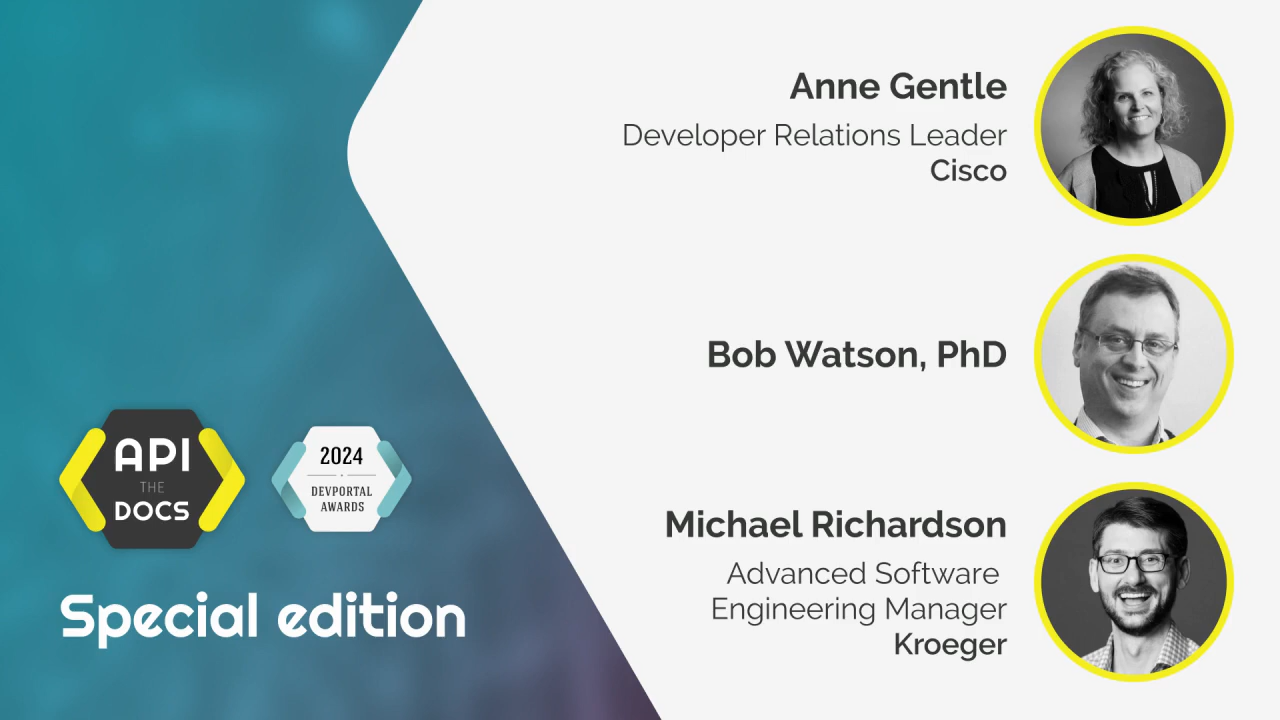 Anne Gentle
Developer Relations Leader
Cisco
Bob Watson, PhD
Michael Richardson
Advanced Software
Engineering Manager
Kroeger
API
THE
DOCS
2024
DEVPORTAL
AWARDS
Special edition